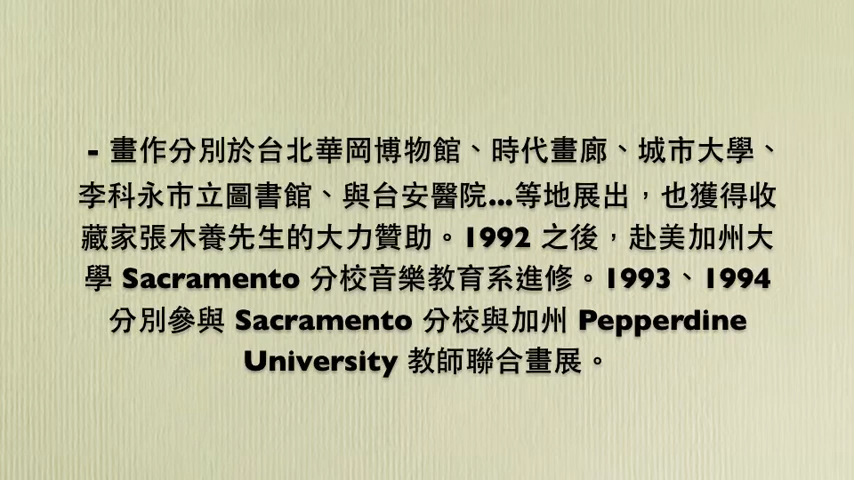 - 畫作分別於台北華岡博物館、時代畫廊、城市大學、
李科永市立圖書館、與台安醫院...等地展出，也獲得收
藏家張木養先生的大力贊助。1992 之後，赴美加州大
學 Sacramento 分校音樂教育系進修。1993、1994
分別參與 Sacramento 分校與加州 Pepperdine
University 教師聯合畫展。